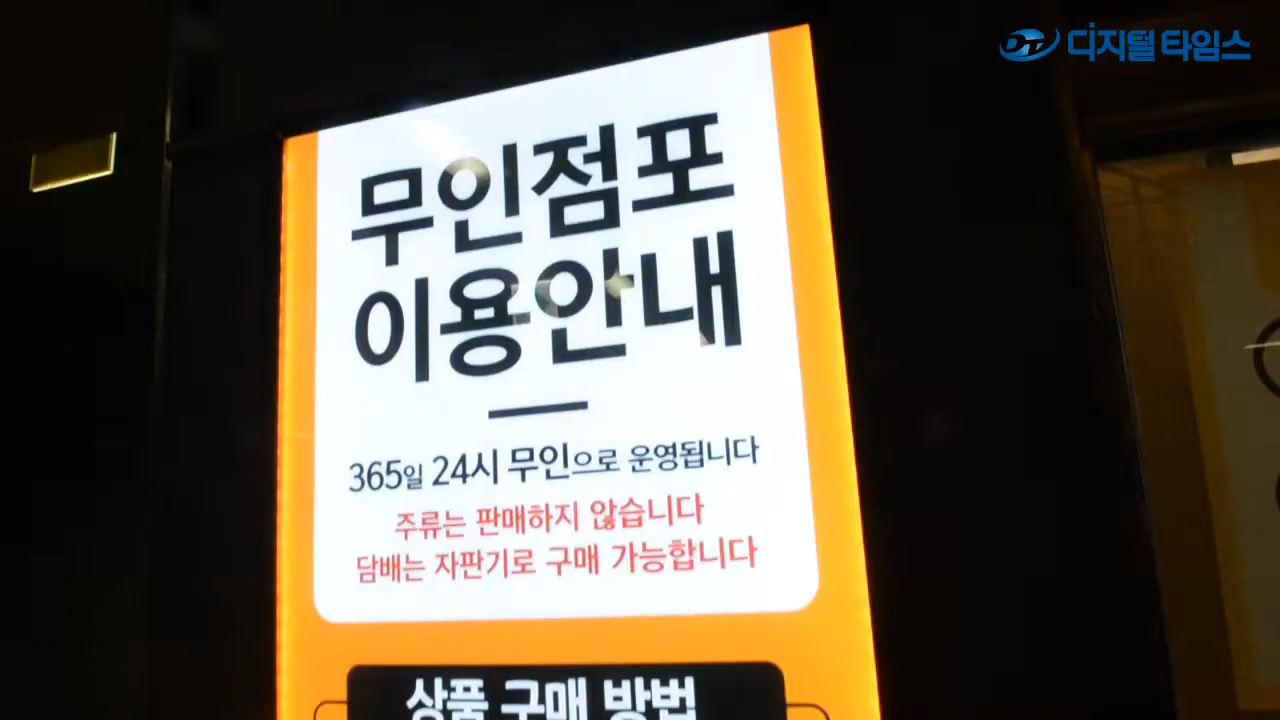 디지털타임스
무인점포
이용안내
365일 24시 무인으로 운영됩니다
주류는 판매하지 않습니다
담배는 자판기로 구매 가능합니다
상품 구매 방법